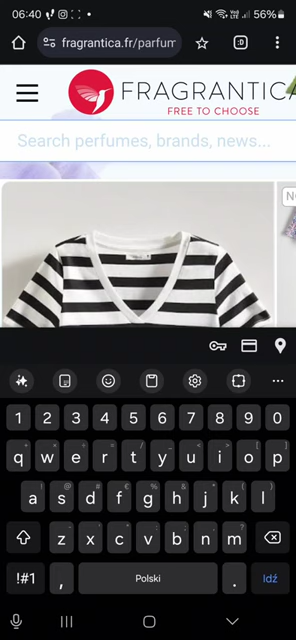 06:40 56%
fragrantica.fr/parfum
FRAGRANTICA
FREE TO CHOOSE
Search perfumes, brands, news...
1 2 3 4 5 6 7 8 9 0
q w e r t y u i o p
a s d f g h j k l
z x c v b n m
!#1 , Polski . Idź